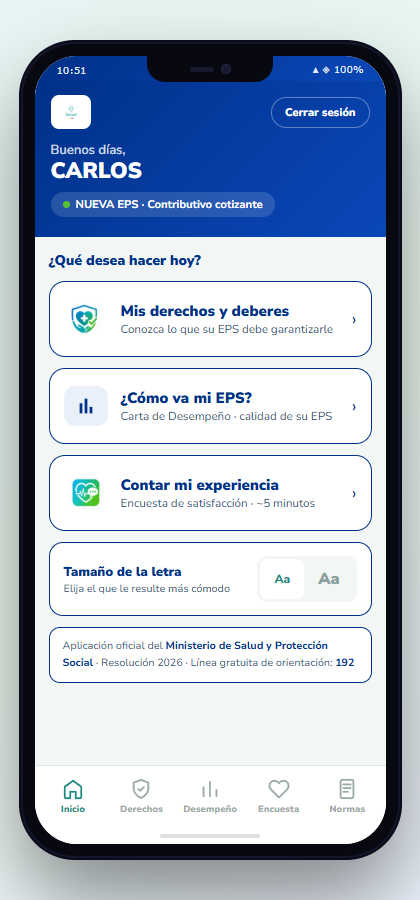 10:51
100%
Salud
Cerrar sesión
Buenos días,
CARLOS
NUEVA EPS · Contributivo cotizante
¿Qué desea hacer hoy?
Mis derechos y deberes
Conozca lo que su EPS debe garantizarle
›
¿Cómo va mi EPS?
Carta de Desempeño · calidad de su EPS
›
Contar mi experiencia
Encuesta de satisfacción · ~5 minutos
›
Tamaño de la letra
Elija el que le resulte más cómodo
Aa Aa
Aplicación oficial del Ministerio de Salud y Protección
Social · Resolución 2026 · Línea gratuita de orientación: 192
Inicio Derechos Desempeño Encuesta Normas